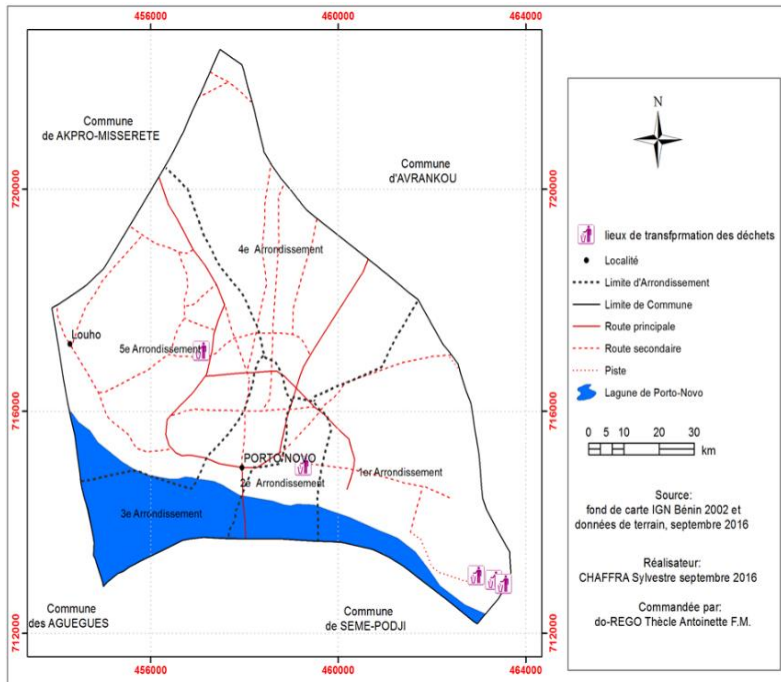 456000
460000
464000
Commune
de AKPRO-MISSERETE
Commune
d'AVRANKOU
720000
720000
4e Arrondissement
Louho
5e Arrondissement
716000
716000
PORTO-NOVO
1er Arrondissement
2e Arrondissement
3e Arrondissement
Commune
des AGUEGUES
Commune
de SEME-PODJI
712000
712000
456000
460000
464000
N
lieux de transfprmation des déchets
Localité
Limite d'Arrondissement
Limite de Commune
Route principale
Route secondaire
Piste
Lagune de Porto-Novo
0 5 10 20 30
km
Source:
fond de carte IGN Bénin 2002 et
données de terrain, septembre 2016
Réalisateur:
CHAFFRA Sylvestre septembre 2016
Commandée par:
do-REGO Thècle Antoinette F.M.